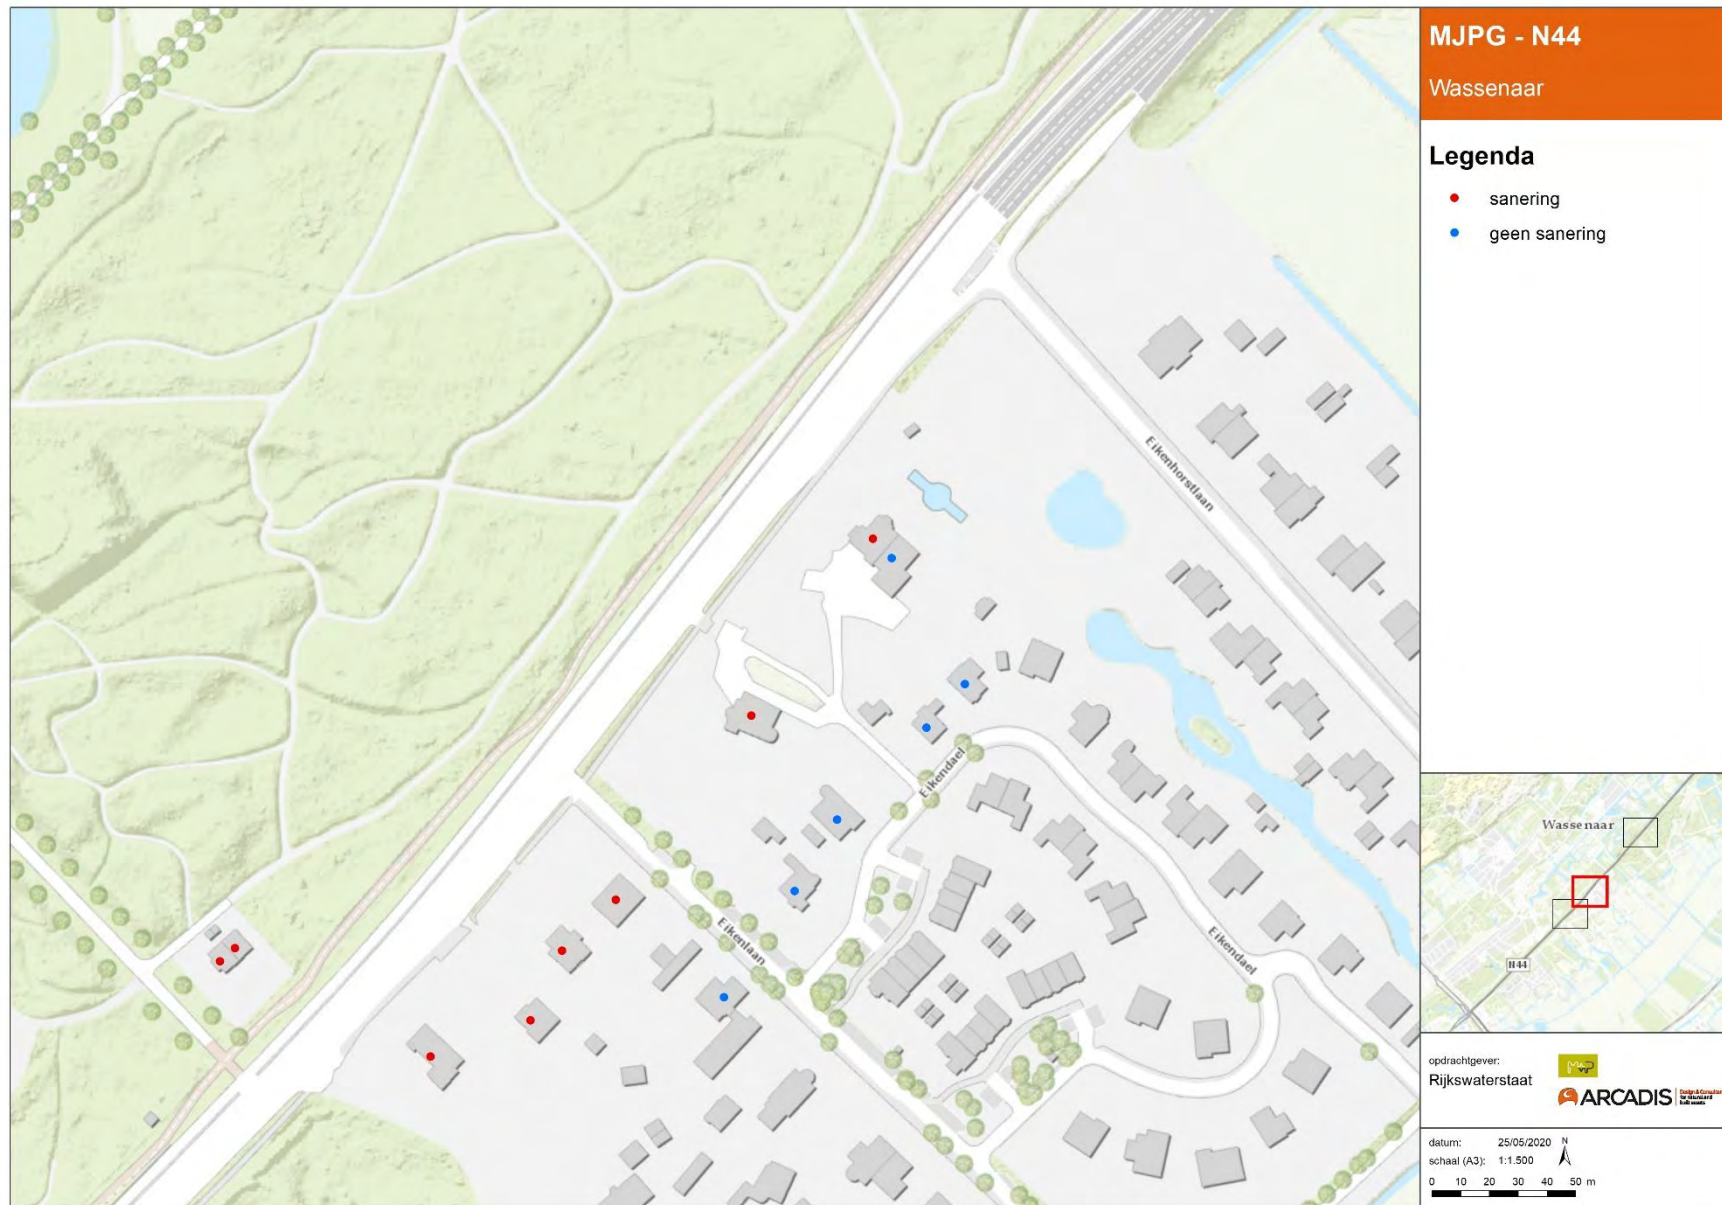 MJPG - N44
Wassenaar
Legenda
sanering
geen sanering
Eikenhorstlaan
Eikendael
Eikenlaan
Eikendael
Wassenaar
N44
opdrachtgever:
Rijkswaterstaat
ARCADIS
datum: 25/05/2020 N
schaal (A3): 1:1.500
0 10 20 30 40 50 m